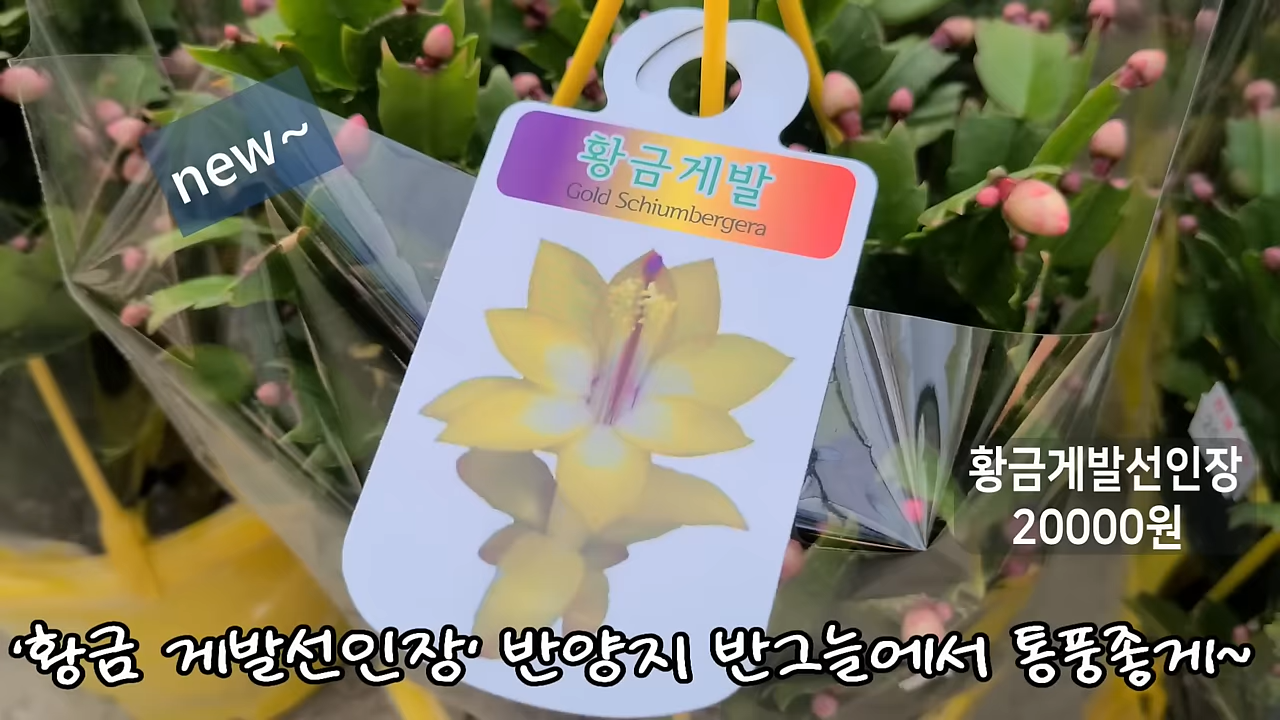 new~
황금게발
Gold Schiumbergera
황금게발선인장
20000원
'황금 게발선인장' 반양지 반그늘에서 통풍좋게~